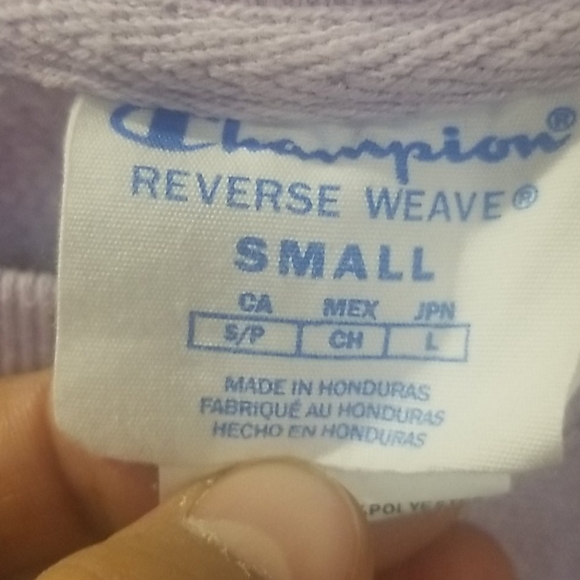 Champion®
REVERSE WEAVE®
SMALL
CA MEX JPN
S/P CH L
MADE IN HONDURAS
FABRIQUÉ AU HONDURAS
HECHO EN HONDURAS